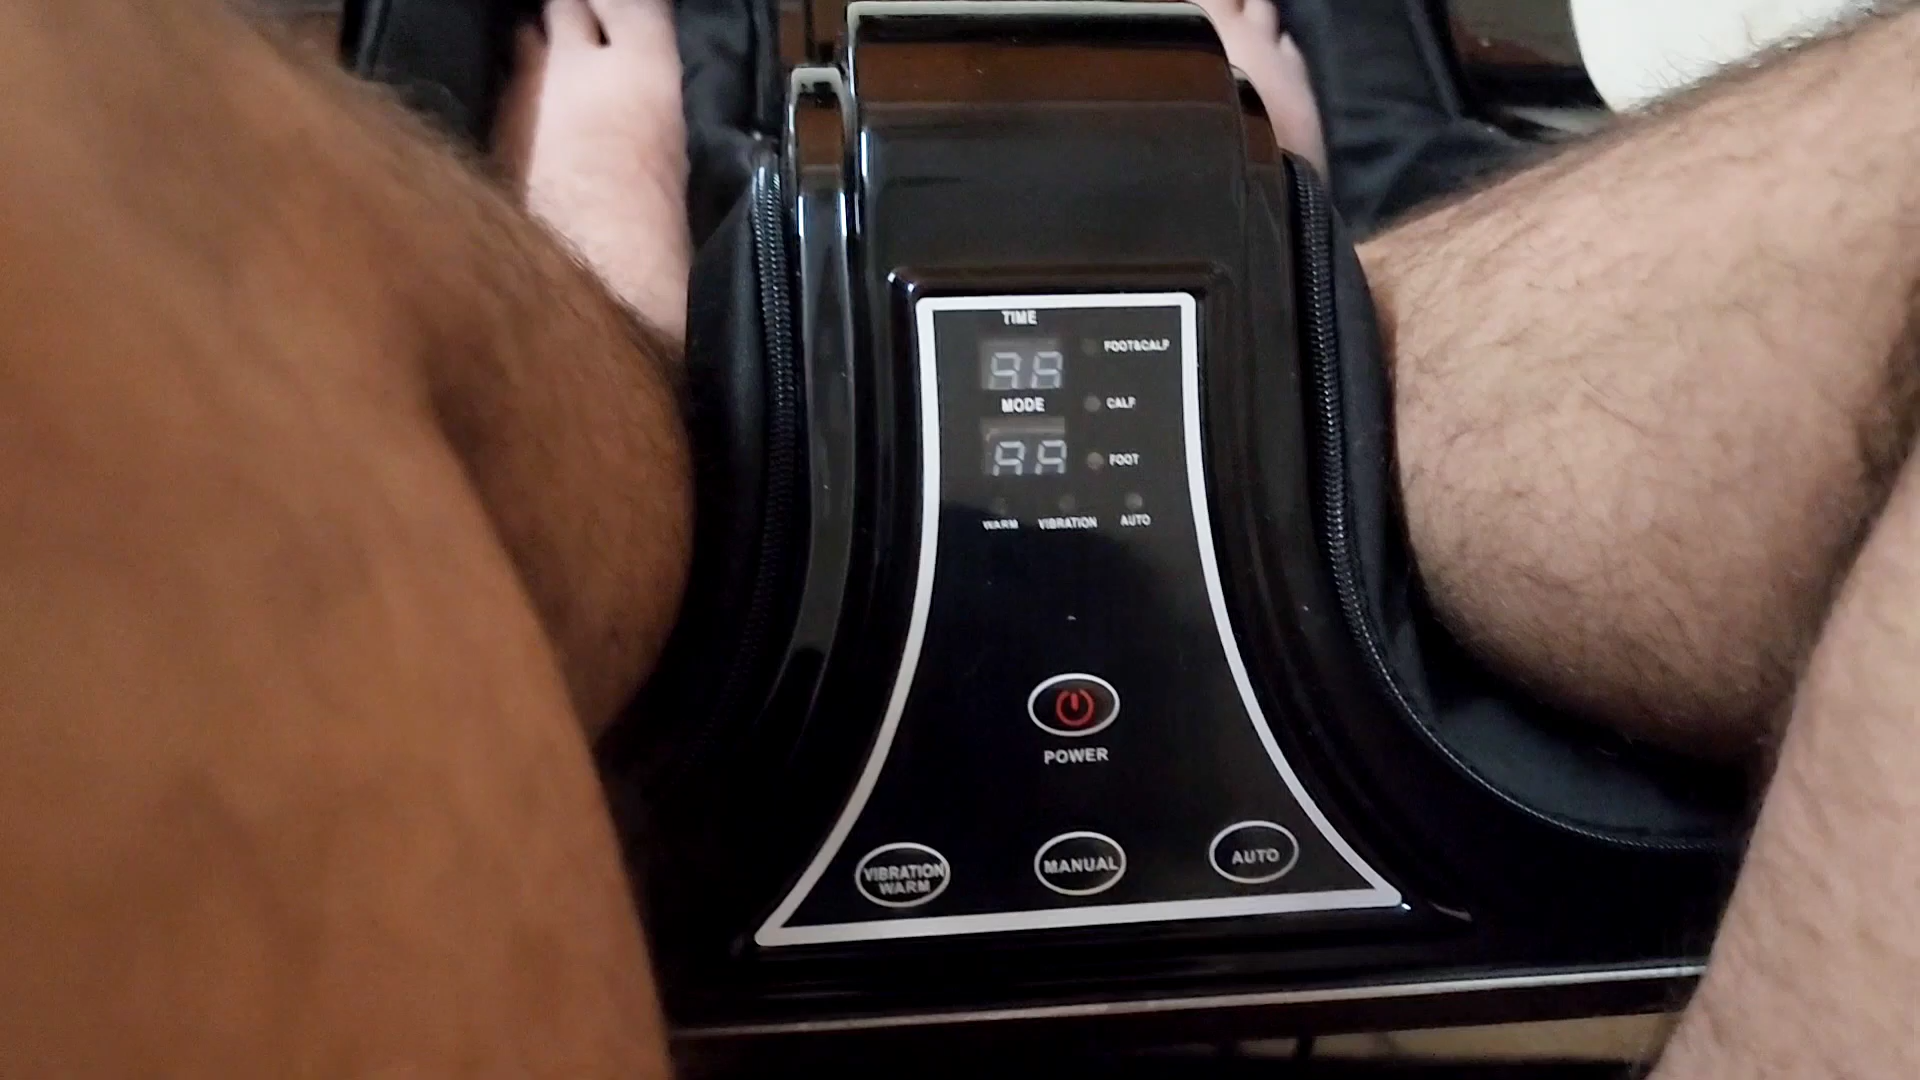 TIME
FOOT&CALF
MODE
CALF
FOOT
WARM VIBRATION AUTO
POWER
VIBRATION
WARM
MANUAL
AUTO